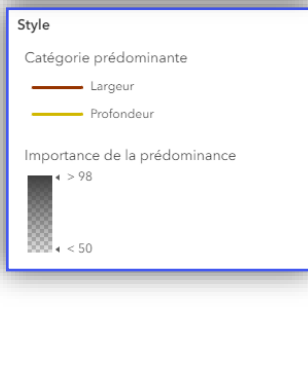 Style
Catégorie prédominante
Largeur
Profondeur
Importance de la prédominance
> 98
< 50